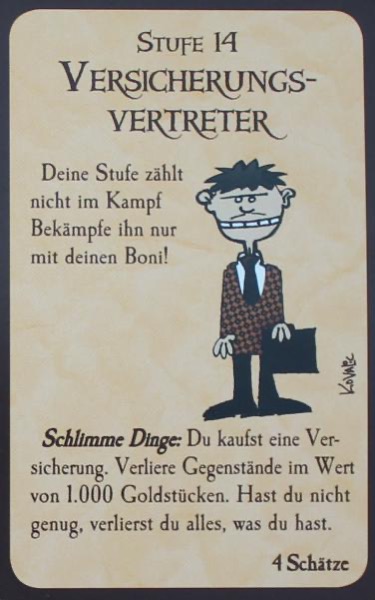 STUFE 14
VERSICHERUNGS-
VERTRETER
Deine Stufe zählt
nicht im Kampf
Bekämpfe ihn nur
mit deinen Boni!
KOVALIC
Schlimme Dinge: Du kaufst eine Ver-
sicherung. Verliere Gegenstände im Wert
von 1.000 Goldstücken. Hast du nicht
genug, verlierst du alles, was du hast.
4 Schätze